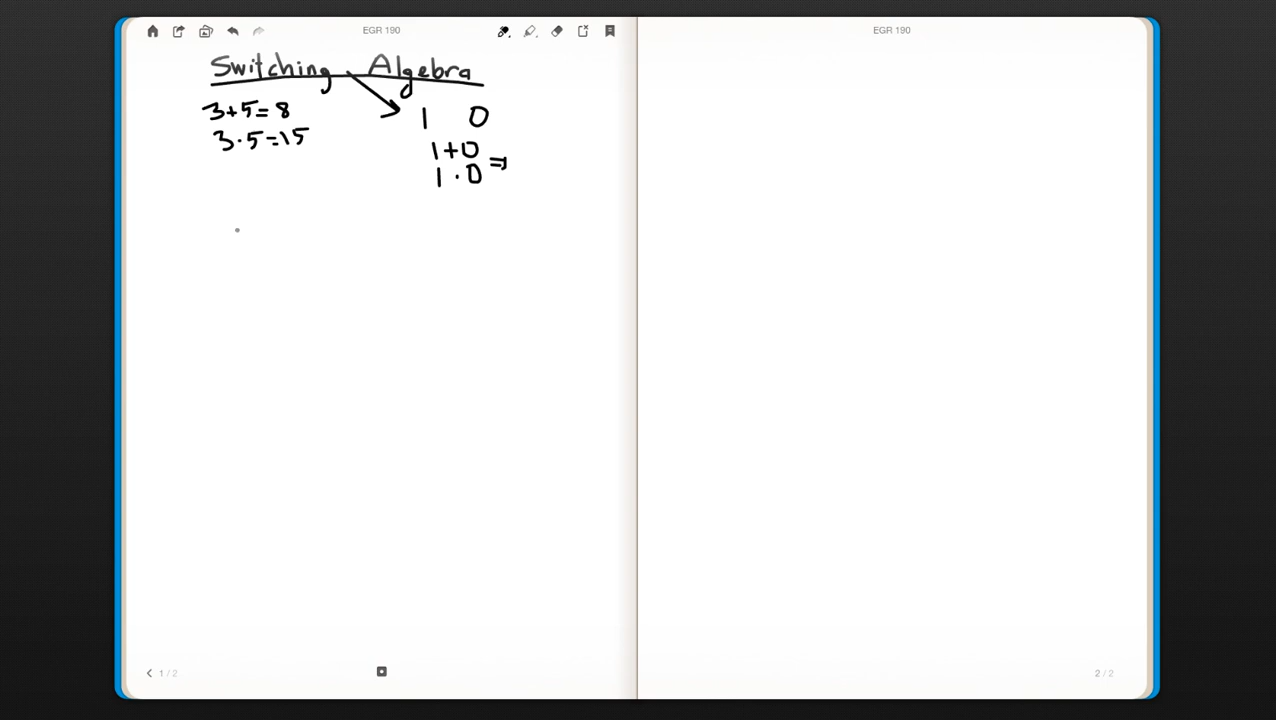 EGR 190
EGR 190
Switching Algebra
3+5=8
3·5=15
1 0
1+0
1·0 ⇒
1 / 2
2 / 2